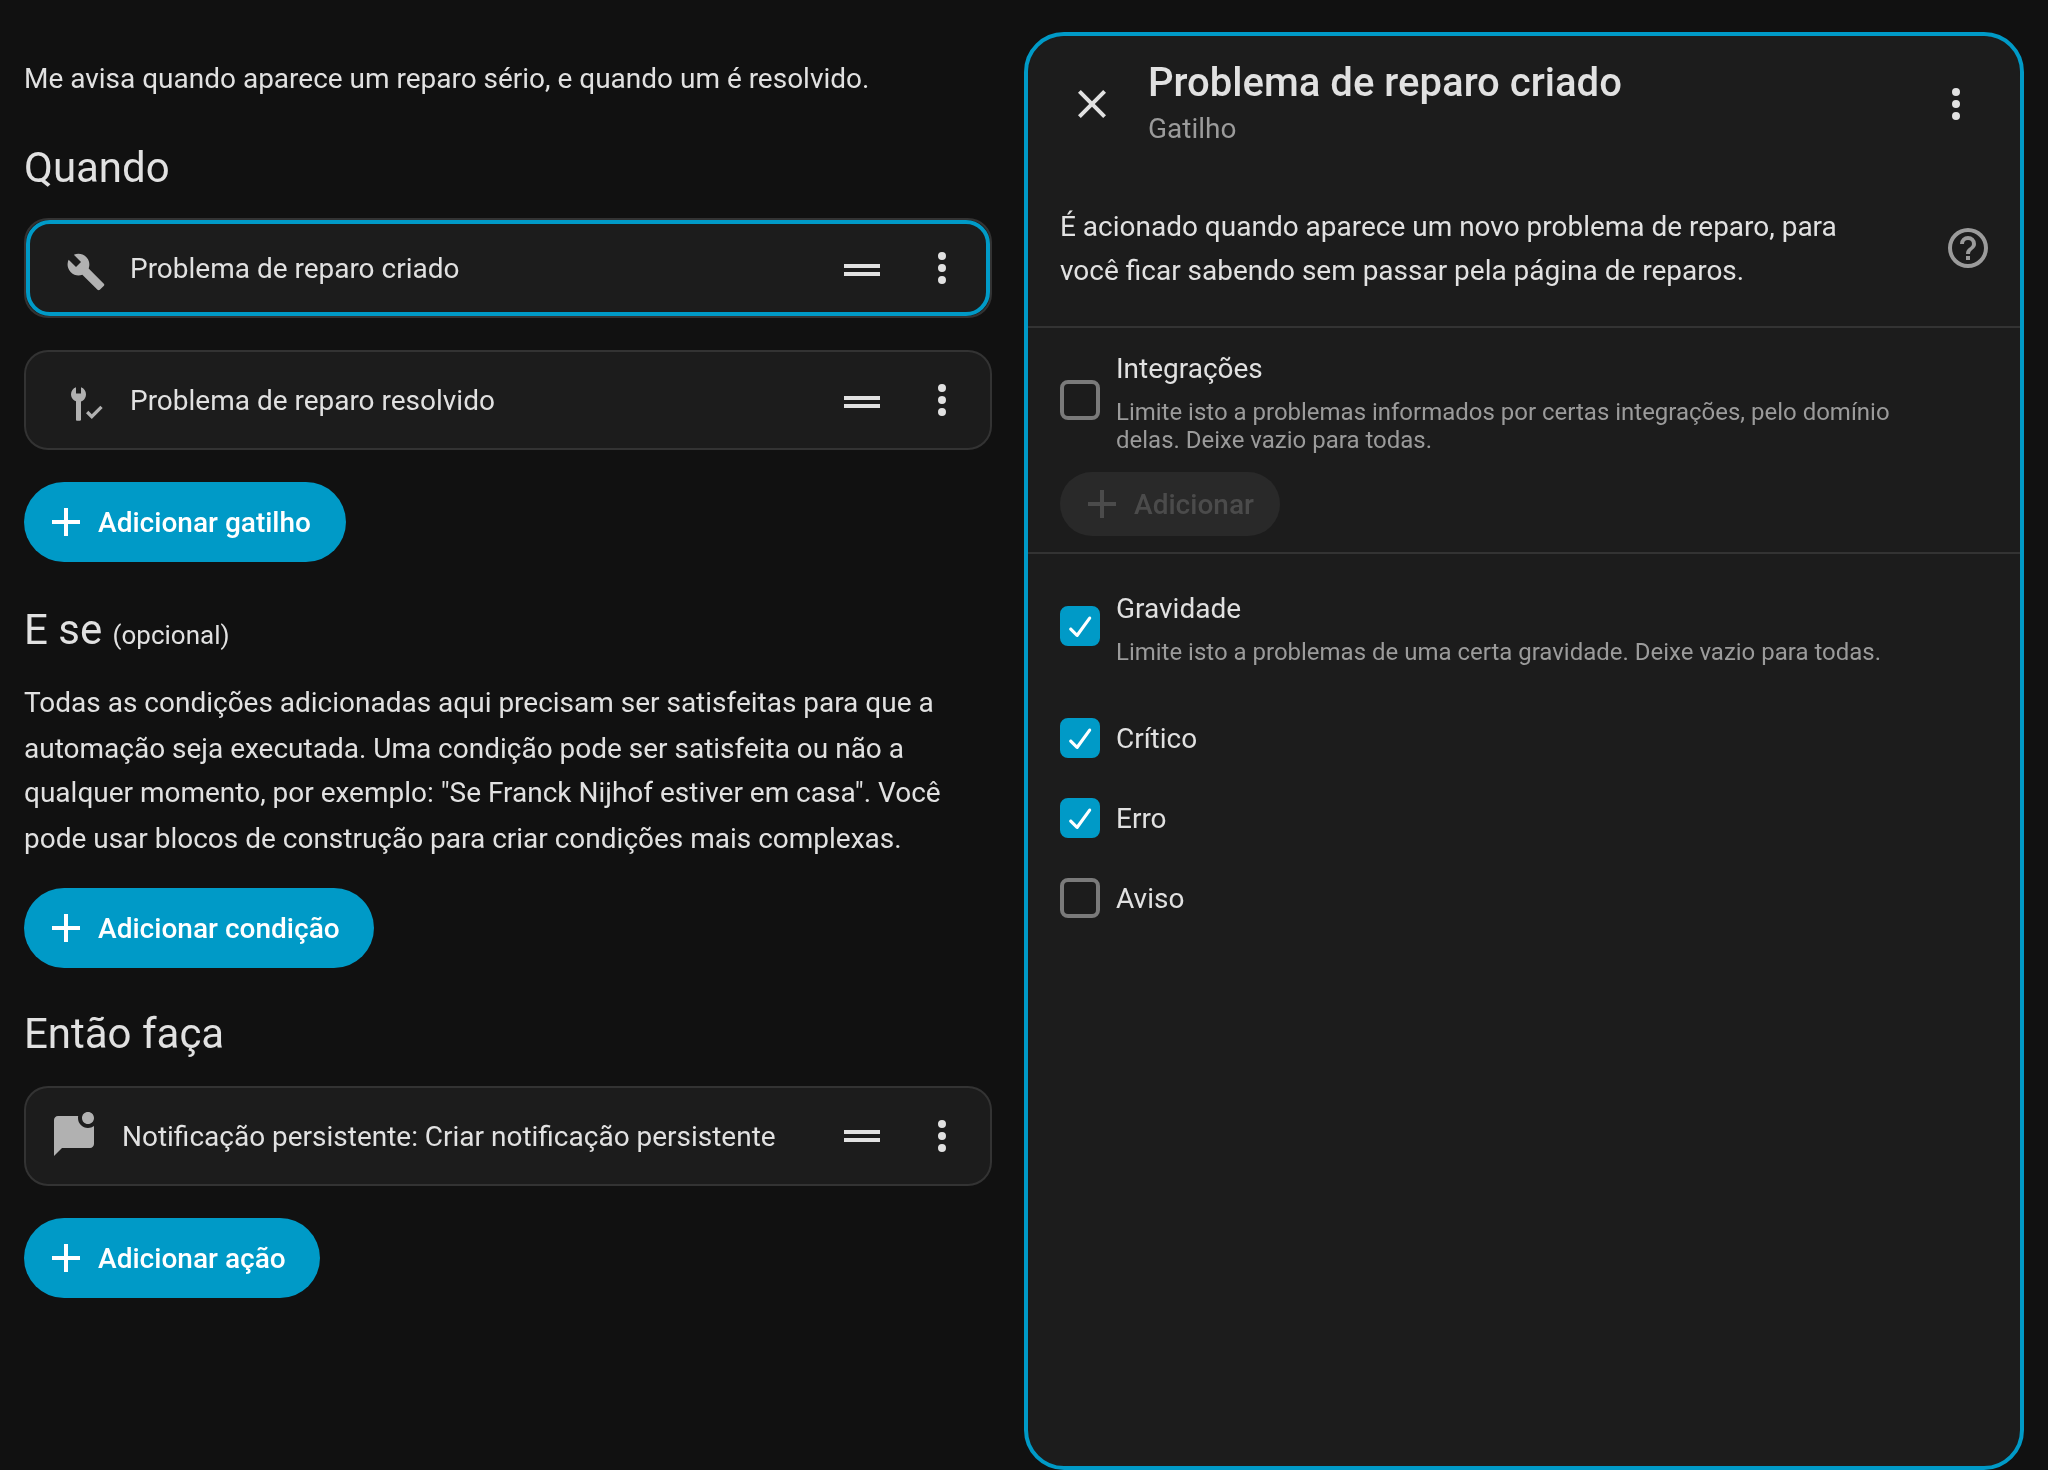 Me avisa quando aparece um reparo sério, e quando um é resolvido.
Quando
Problema de reparo criado
Problema de reparo resolvido
Adicionar gatilho
E se (opcional)
Todas as condições adicionadas aqui precisam ser satisfeitas para que a
automação seja executada. Uma condição pode ser satisfeita ou não a
qualquer momento, por exemplo: "Se Franck Nijhof estiver em casa". Você
pode usar blocos de construção para criar condições mais complexas.
Adicionar condição
Então faça
Notificação persistente: Criar notificação persistente
Adicionar ação
Problema de reparo criado
Gatilho
É acionado quando aparece um novo problema de reparo, para
você ficar sabendo sem passar pela página de reparos.
Integrações
Limite isto a problemas informados por certas integrações, pelo domínio
delas. Deixe vazio para todas.
Adicionar
Gravidade
Limite isto a problemas de uma certa gravidade. Deixe vazio para todas.
Crítico
Erro
Aviso